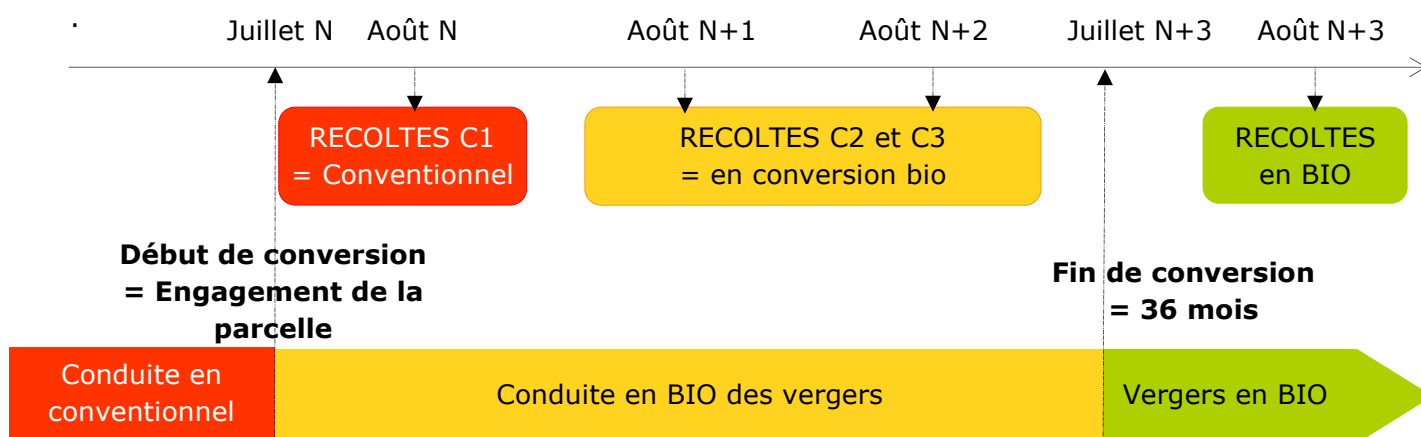 Juillet N Août N Août N+1 Août N+2 Juillet N+3 Août N+3
RECOLTES C1
= Conventionnel
RECOLTES C2 et C3
= en conversion bio
RECOLTES
en BIO
Début de conversion
= Engagement de la
parcelle
Fin de conversion
= 36 mois
Conduite en
conventionnel
Conduite en BIO des vergers
Vergers en BIO